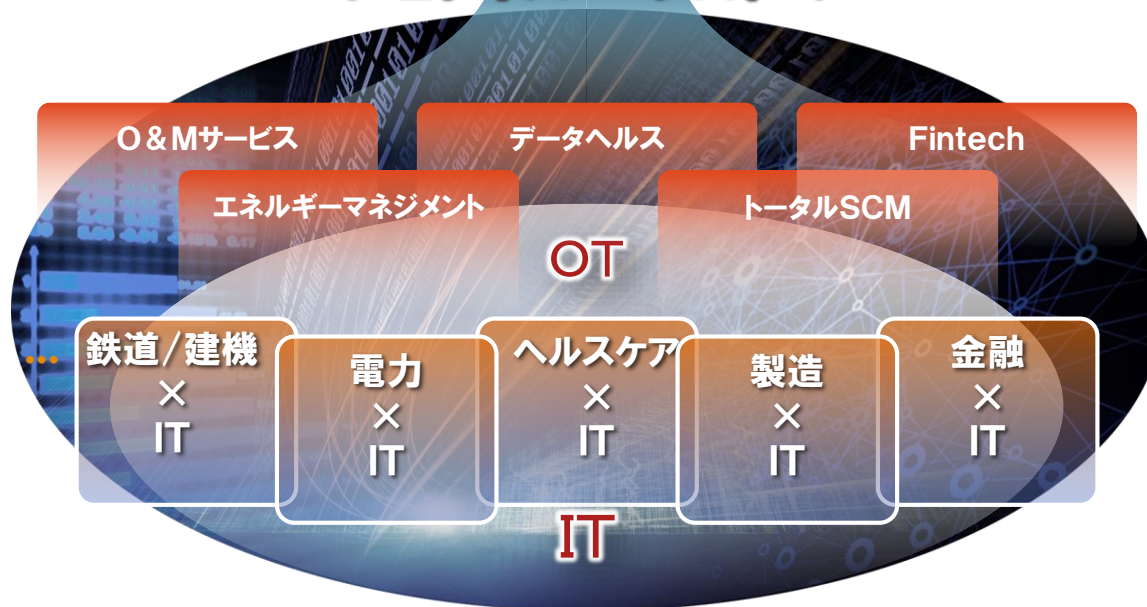 O&Mサービス
データヘルス
Fintech
エネルギーマネジメント
トータルSCM
OT
...
鉄道/建機
×
IT
電力
×
IT
ヘルスケア
×
IT
製造
×
IT
金融
×
IT
IT